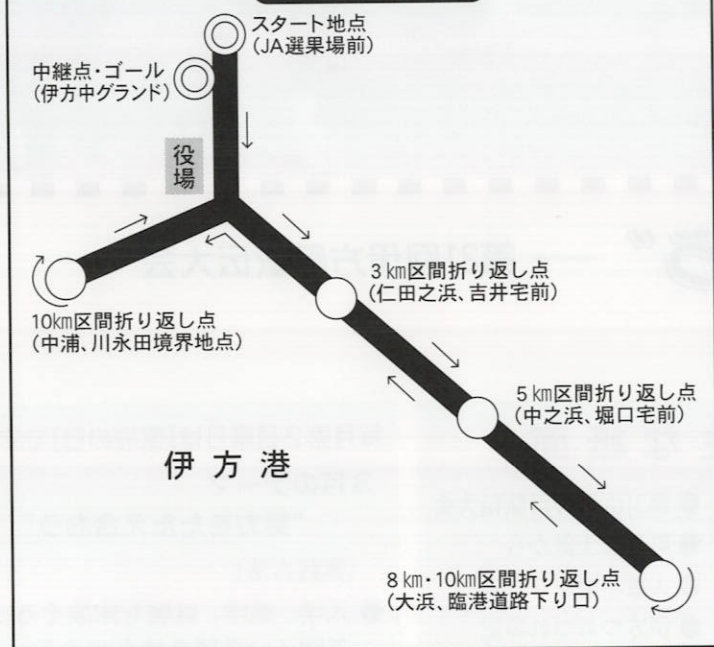 スタート地点
(JA選果場前)
中継点・ゴール
(伊方中グランド)
役場
3㎞区間折り返し点
(仁田之浜、吉井宅前)
10㎞区間折り返し点
(中浦、川永田境界地点)
5㎞区間折り返し点
(中之浜、堀口宅前)
伊方港
8㎞・10㎞区間折り返し点
(大浜、臨港道路下り口)